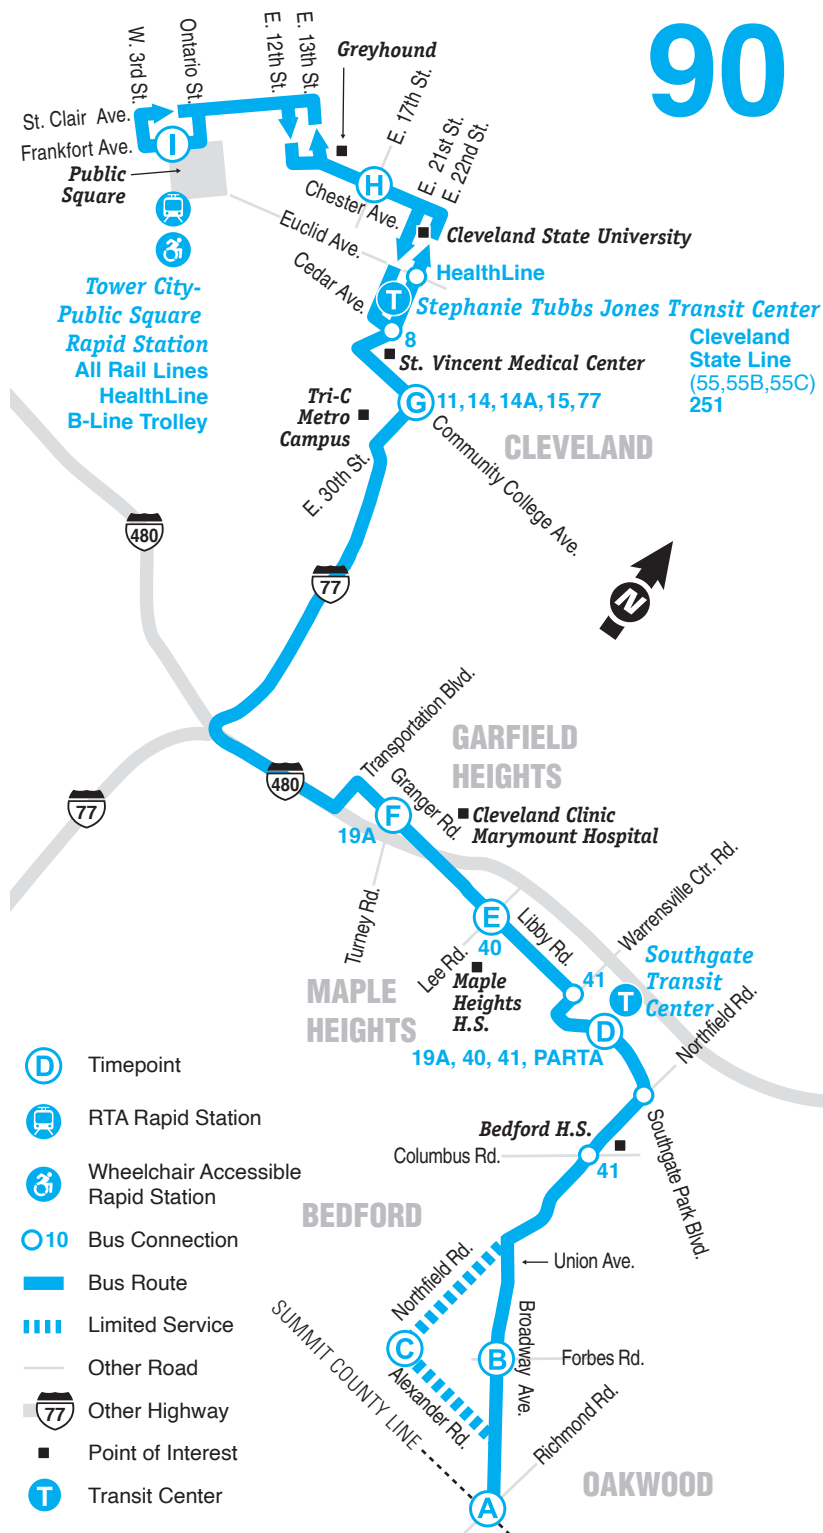 90
W. 3rd St.
Ontario St.
E. 12th St.
E. 13th St.
Greyhound
E. 17th St.
St. Clair Ave.
Frankfort Ave.
I
Public
Square
H
E. 21st St.
E. 22nd St.
Chester Ave.
Euclid Ave.
Cedar Ave.
Cleveland State University
HealthLine
T
Stephanie Tubbs Jones Transit Center
8
Cleveland
State Line
(55,55B,55C)
251
Tower City-
Public Square
Rapid Station
All Rail Lines
HealthLine
B-Line Trolley
St. Vincent Medical Center
G
11, 14, 14A, 15, 77
Tri-C
Metro
Campus
CLEVELAND
E. 30th St.
Community College Ave.
480
77
N
Transportation Blvd.
GARFIELD
HEIGHTS
480
77
Granger Rd.
F
19A
Cleveland Clinic
Marymount Hospital
Turney Rd.
Warrensville Ctr. Rd.
E
40
Libby Rd.
Lee Rd.
Maple
Heights
H.S.
MAPLE
HEIGHTS
41
Southgate
Transit
Center
T
D
19A, 40, 41, PARTA
Northfield Rd.
Southgate Park Blvd.
Bedford H.S.
Columbus Rd.
41
BEDFORD
Union Ave.
Northfield Rd.
C
Alexander Rd.
Broadway Ave.
B
Forbes Rd.
SUMMIT COUNTY LINE
Richmond Rd.
OAKWOOD
A
D
Timepoint
RTA Rapid Station
Wheelchair Accessible
Rapid Station
10 Bus Connection
Bus Route
Limited Service
Other Road
77 Other Highway
Point of Interest
T Transit Center